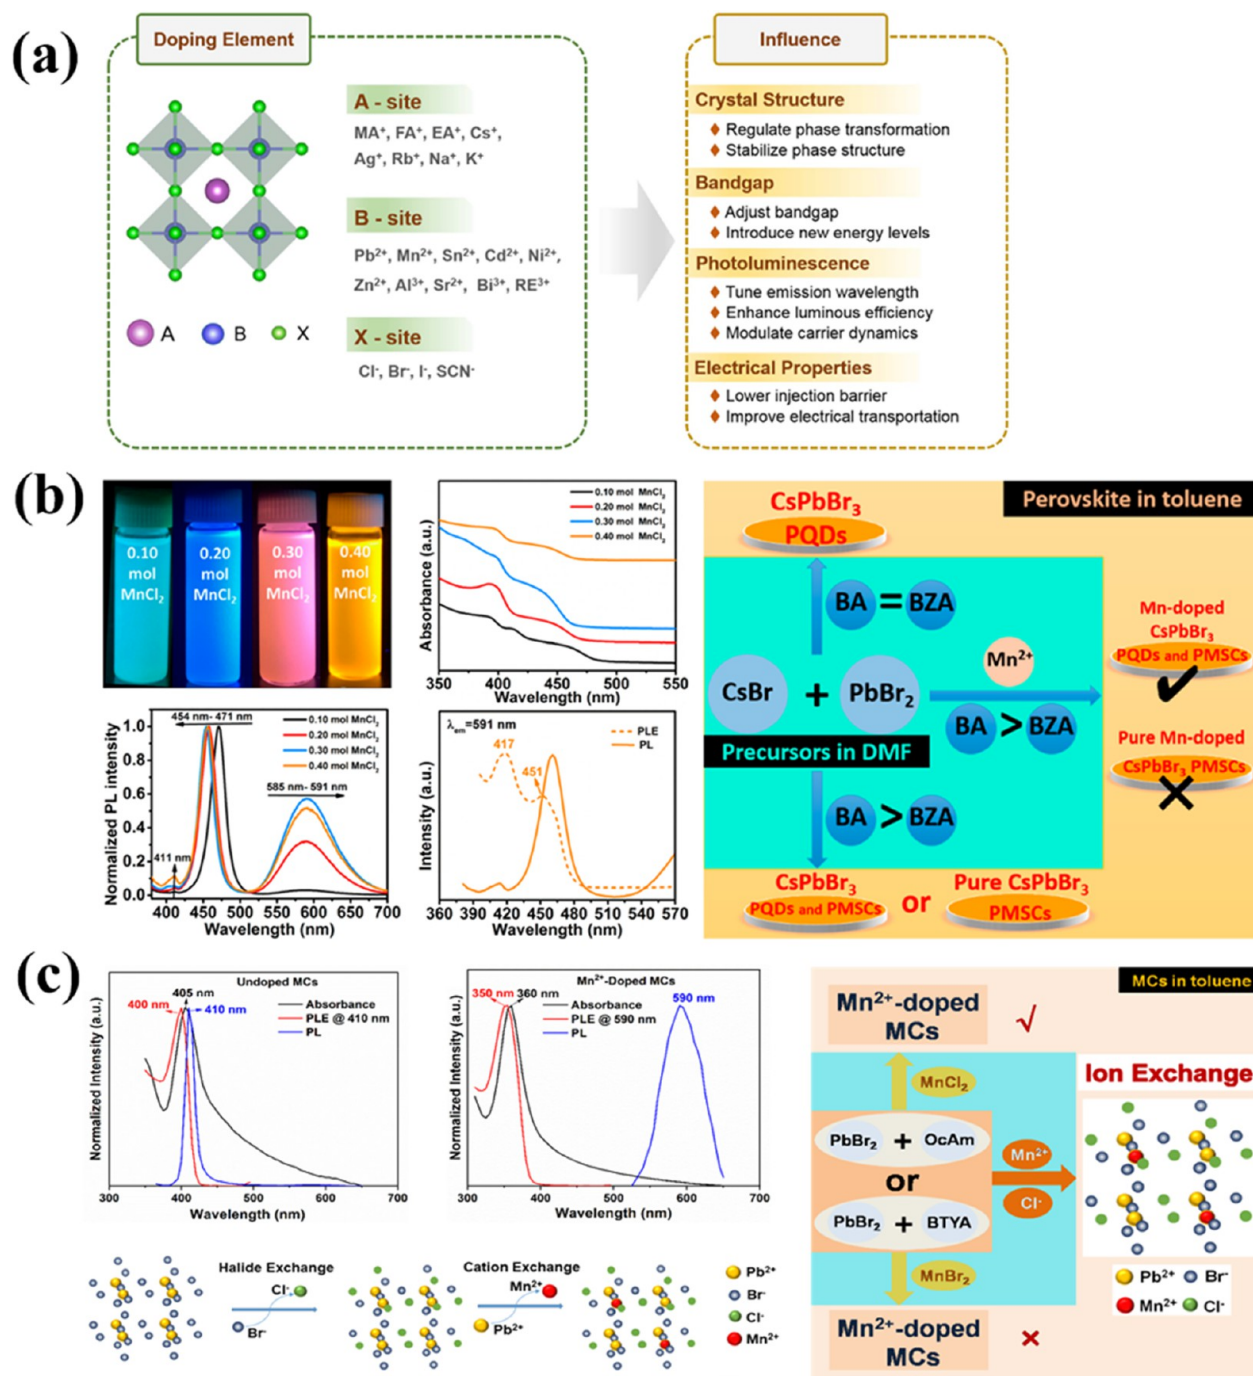 (a)
Doping Element
A - site
MA⁺, FA⁺, EA⁺, Cs⁺,
Ag⁺, Rb⁺, Na⁺, K⁺
B - site
Pb²⁺, Mn²⁺, Sn²⁺, Cd²⁺, Ni²⁺,
Zn²⁺, Al³⁺, Sr²⁺, Bi³⁺, RE³⁺
X - site
Cl⁻, Br⁻, I⁻, SCN⁻
A B X
Influence
Crystal Structure
Regulate phase transformation
Stabilize phase structure
Bandgap
Adjust bandgap
Introduce new energy levels
Photoluminescence
Tune emission wavelength
Enhance luminous efficiency
Modulate carrier dynamics
Electrical Properties
Lower injection barrier
Improve electrical transportation
(b)
0.10
mol
MnCl₂
0.20
mol
MnCl₂
0.30
mol
MnCl₂
0.40
mol
MnCl₂
Absorbance (a.u.)
0.10 mol MnCl₂
0.20 mol MnCl₂
0.30 mol MnCl₂
0.40 mol MnCl₂
350 400 450 500 550
Wavelength (nm)
Normalized PL intensity
1.0
0.8
0.6
0.4
0.2
0.0
454 nm- 471 nm
0.10 mol MnCl₂
0.20 mol MnCl₂
0.30 mol MnCl₂
0.40 mol MnCl₂
585 nm- 591 nm
411 nm
400 450 500 550 600 650 700
Wavelength (nm)
Intensity (a.u.)
λem=591 nm
PLE
PL
417
451
360 390 420 450 480 510 540 570
Wavelength (nm)
Perovskite in toluene
CsPbBr₃
PQDs
BA = BZA
CsBr + PbBr₂
Precursors in DMF
Mn²⁺
BA > BZA
Mn-doped
CsPbBr₃
PQDs and PMSCs
Pure Mn-doped
CsPbBr₃ PMSCs
BA > BZA
CsPbBr₃
PQDs and PMSCs
or
Pure CsPbBr₃
PMSCs
(c)
Normalized Intensity (a.u.)
Undoped MCs
400 nm
405 nm
410 nm
Absorbance
PLE @ 410 nm
PL
300 400 500 600 700
Wavelength (nm)
Normalized Intensity (a.u.)
Mn²⁺-Doped MCs
350 nm
360 nm
590 nm
Absorbance
PLE @ 590 nm
PL
300 400 500 600 700
Wavelength (nm)
Halide Exchange
Cl⁻
Br⁻
Cation Exchange
Mn²⁺
Pb²⁺
Pb²⁺
Br⁻
Cl⁻
Mn²⁺
MCs in toluene
Mn²⁺-doped
MCs
√
MnCl₂
PbBr₂ + OcAm
or
PbBr₂ + BTYA
MnBr₂
Mn²⁺-doped
MCs
×
Mn²⁺
Cl⁻
Ion Exchange
Pb²⁺ Br⁻
Mn²⁺ Cl⁻